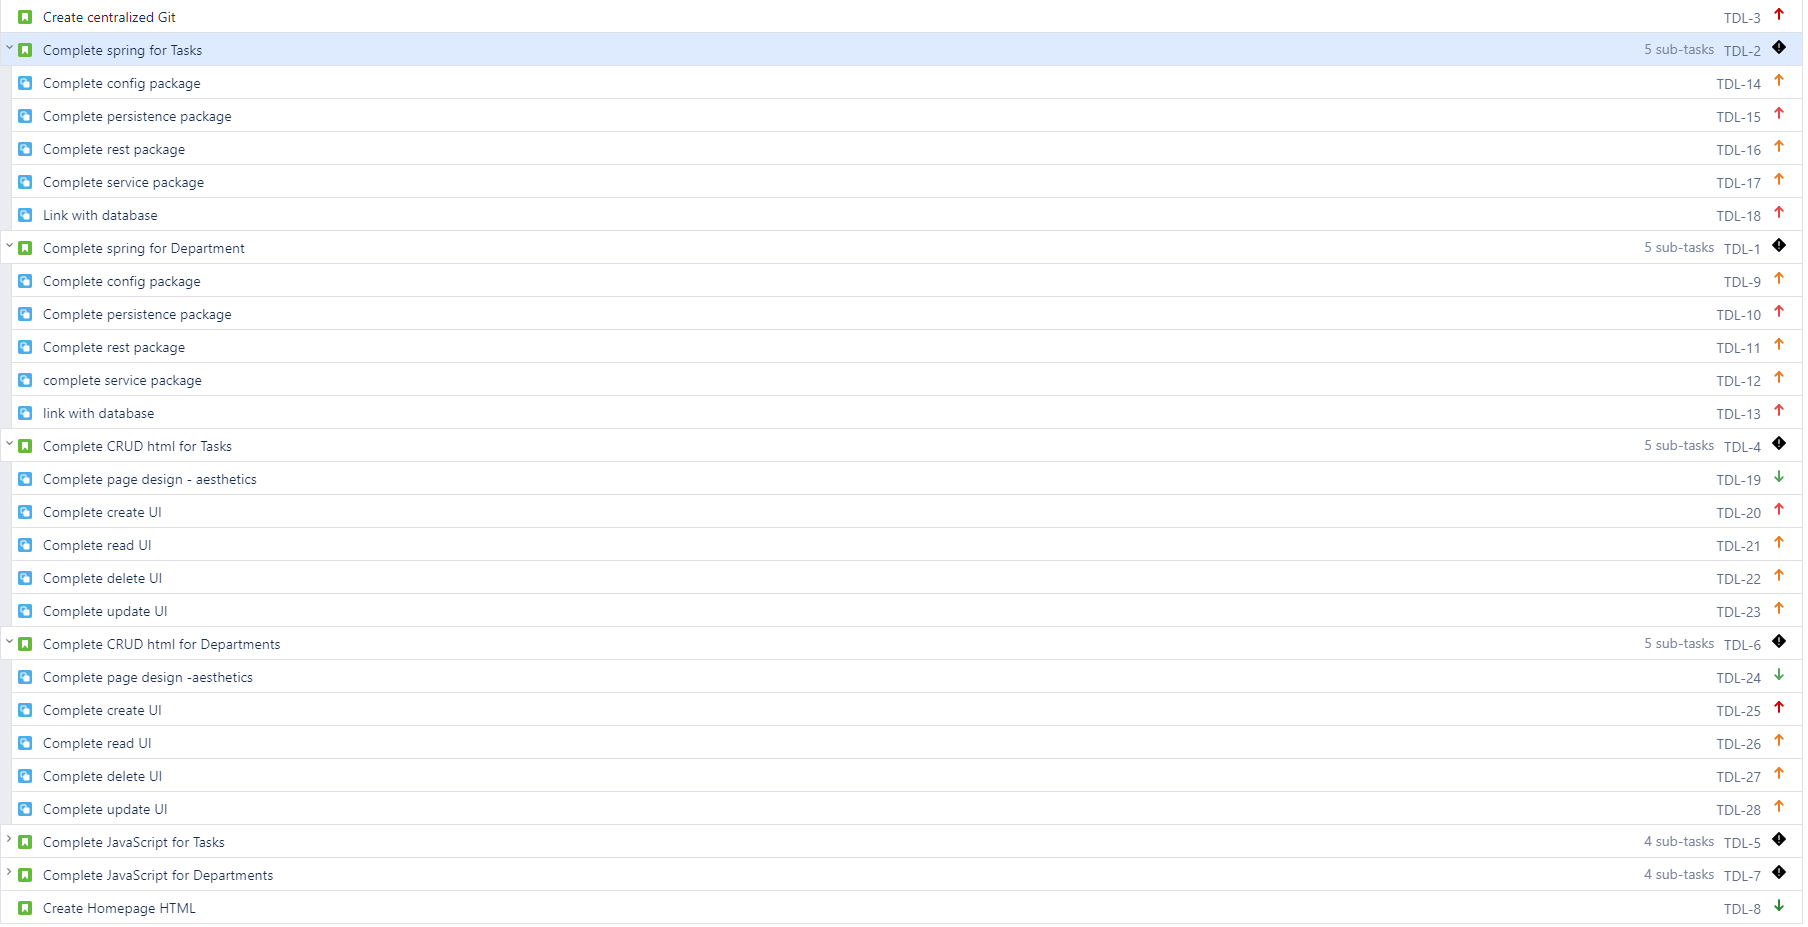 Create centralized Git TDL-3
Complete spring for Tasks 5 sub-tasks TDL-2
Complete config package TDL-14
Complete persistence package TDL-15
Complete rest package TDL-16
Complete service package TDL-17
Link with database TDL-18
Complete spring for Department 5 sub-tasks TDL-1
Complete config package TDL-9
Complete persistence package TDL-10
Complete rest package TDL-11
complete service package TDL-12
link with database TDL-13
Complete CRUD html for Tasks 5 sub-tasks TDL-4
Complete page design - aesthetics TDL-19
Complete create UI TDL-20
Complete read UI TDL-21
Complete delete UI TDL-22
Complete update UI TDL-23
Complete CRUD html for Departments 5 sub-tasks TDL-6
Complete page design -aesthetics TDL-24
Complete create UI TDL-25
Complete read UI TDL-26
Complete delete UI TDL-27
Complete update UI TDL-28
Complete JavaScript for Tasks 4 sub-tasks TDL-5
Complete JavaScript for Departments 4 sub-tasks TDL-7
Create Homepage HTML TDL-8